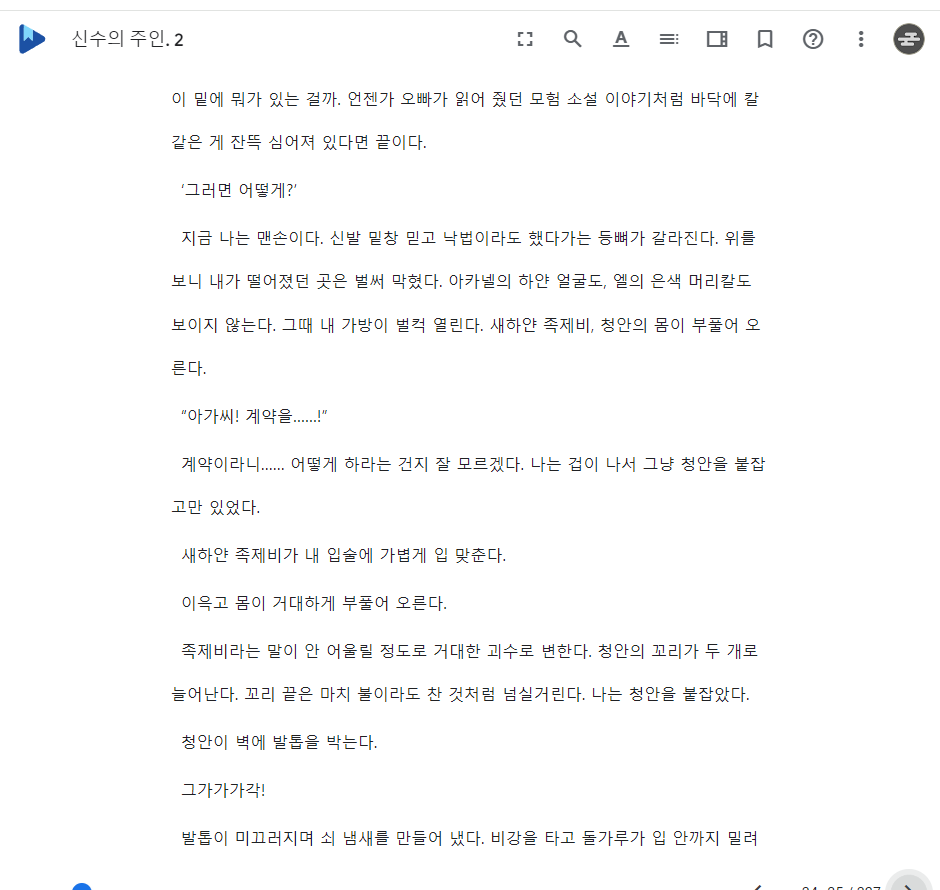 신수의 주인. 2
이 밑에 뭐가 있는 걸까. 언젠가 오빠가 읽어 줬던 모험 소설 이야기처럼 바닥에 칼
같은 게 잔뜩 심어져 있다면 끝이다.
‘그러면 어떻게?’
지금 나는 맨손이다. 신발 밑창 믿고 낙법이라도 했다가는 등뼈가 갈라진다. 위를
보니 내가 떨어졌던 곳은 벌써 막혔다. 아카넬의 하얀 얼굴도, 엘의 은색 머리칼도
보이지 않는다. 그때 내 가방이 벌컥 열린다. 새하얀 족제비, 청안의 몸이 부풀어 오
른다.
“아가씨! 계약을......!”
계약이라니...... 어떻게 하라는 건지 잘 모르겠다. 나는 겁이 나서 그냥 청안을 붙잡
고만 있었다.
새하얀 족제비가 내 입술에 가볍게 입 맞춘다.
이윽고 몸이 거대하게 부풀어 오른다.
족제비라는 말이 안 어울릴 정도로 거대한 괴수로 변한다. 청안의 꼬리가 두 개로
늘어난다. 꼬리 끝은 마치 불이라도 찬 것처럼 넘실거린다. 나는 청안을 붙잡았다.
청안이 벽에 발톱을 박는다.
그가가가각!
발톱이 미끄러지며 쇠 냄새를 만들어 냈다. 비강을 타고 돌가루가 입 안까지 밀려